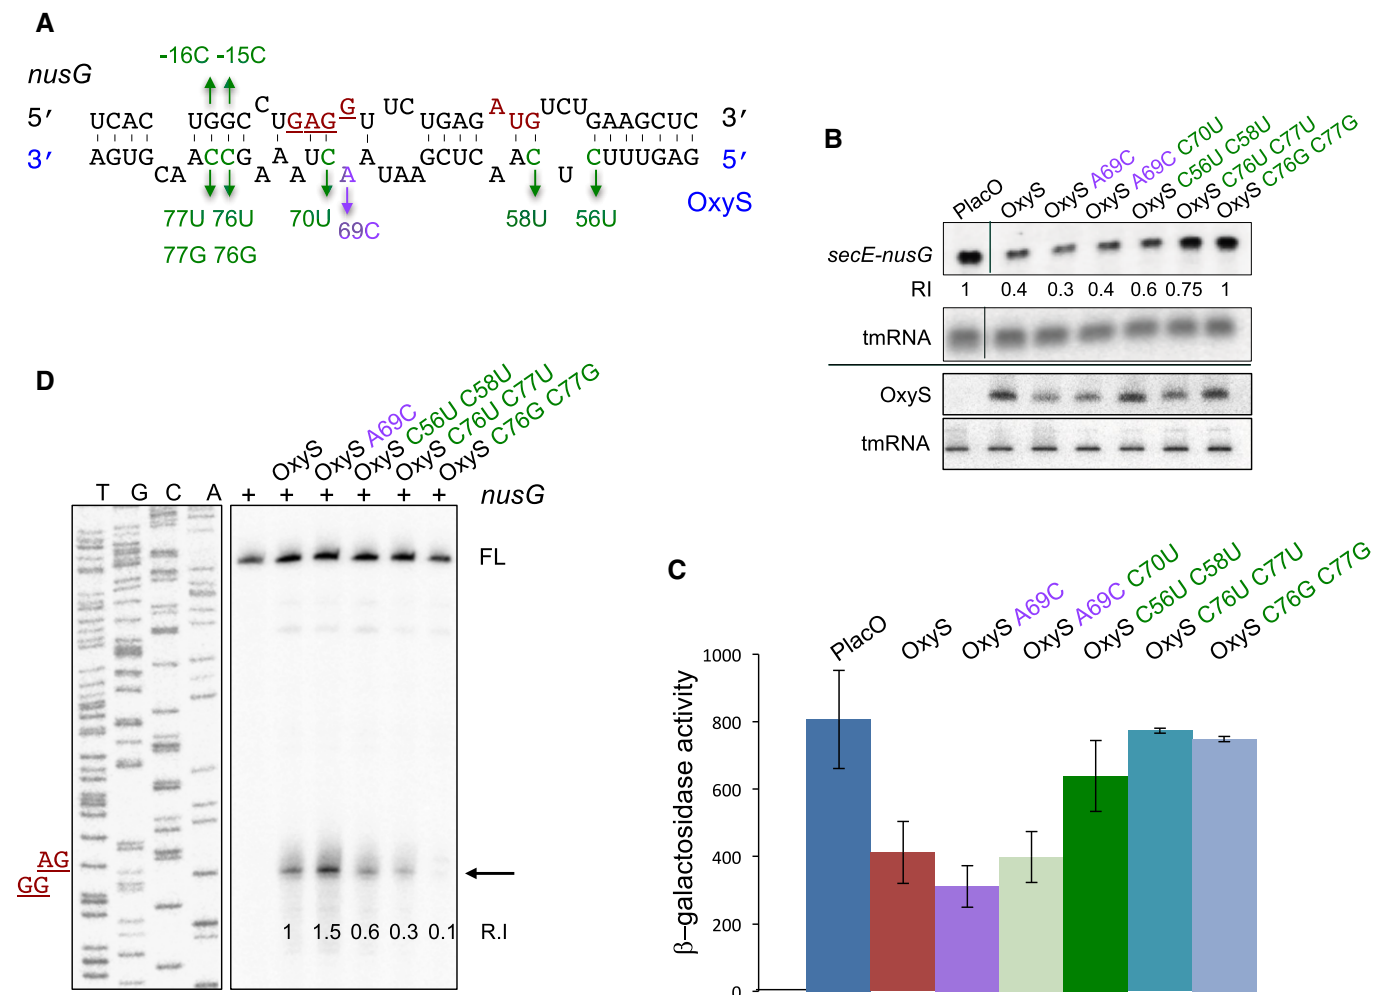 A
-16C -15C
nusG
5′ UCAC UGGC C UGAG G U UC UGAG A UG UCU GAAGCUC 3′
3′ AGUG CA ACCG A A A UC A A UAA GCUC A AC U CUUUGAG 5′
OxyS
77U 76U 70U 69C 58U 56U
77G 76G
B
PlacO OxyS OxyS A69C OxyS A69C C70U OxyS C56U C58U OxyS C76U C77U OxyS C76G C77G
secE-nusG
RI 1 0.4 0.3 0.4 0.6 0.75 1
tmRNA
OxyS
tmRNA
D
OxyS OxyS A69C OxyS C56U C58U OxyS C76U C77U OxyS C76G C77G
T G C A + + + + + + nusG
FL
AG
GG
1 1.5 0.6 0.3 0.1 R.I
C
PlacO OxyS OxyS A69C OxyS A69C C70U OxyS C56U C58U OxyS C76U C77U OxyS C76G C77G
β–galactosidase activity
1000
800
600
400
200
0